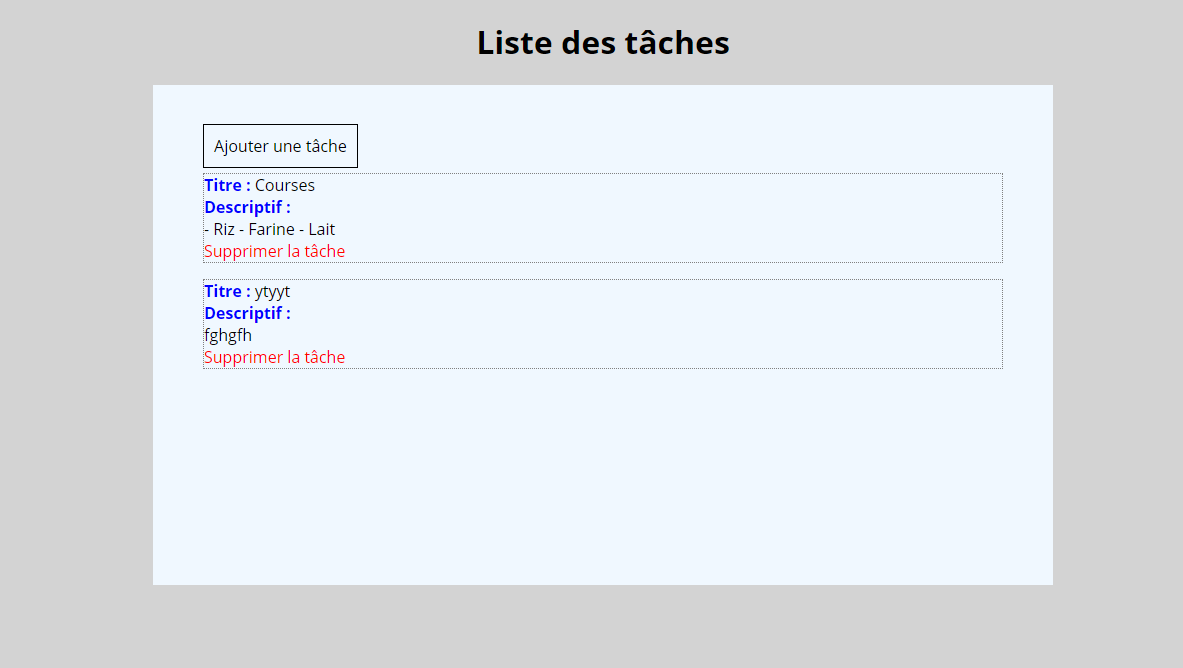 Liste des tâches
Ajouter une tâche
Titre : Courses
Descriptif :
- Riz - Farine - Lait
Supprimer la tâche
Titre : ytyyt
Descriptif :
fghgfh
Supprimer la tâche